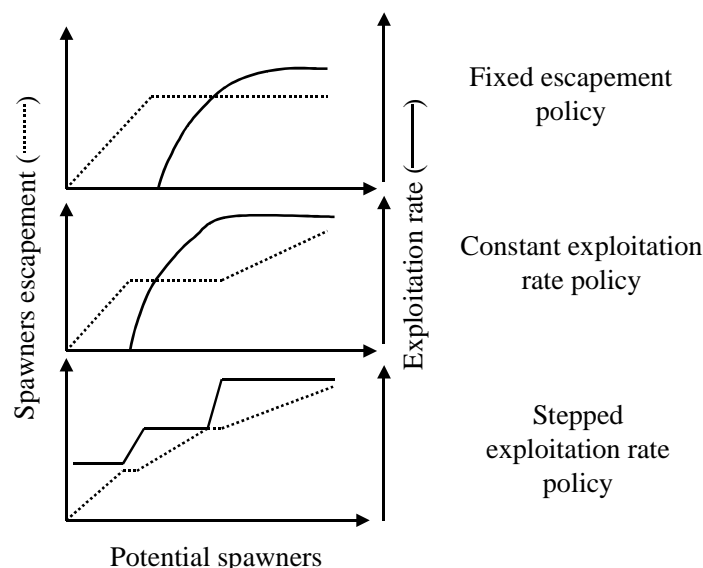 Fixed escapement
policy
Spawners escapement (......)
Exploitation rate (—)
Constant exploitation
rate policy
Stepped
exploitation rate
policy
Potential spawners